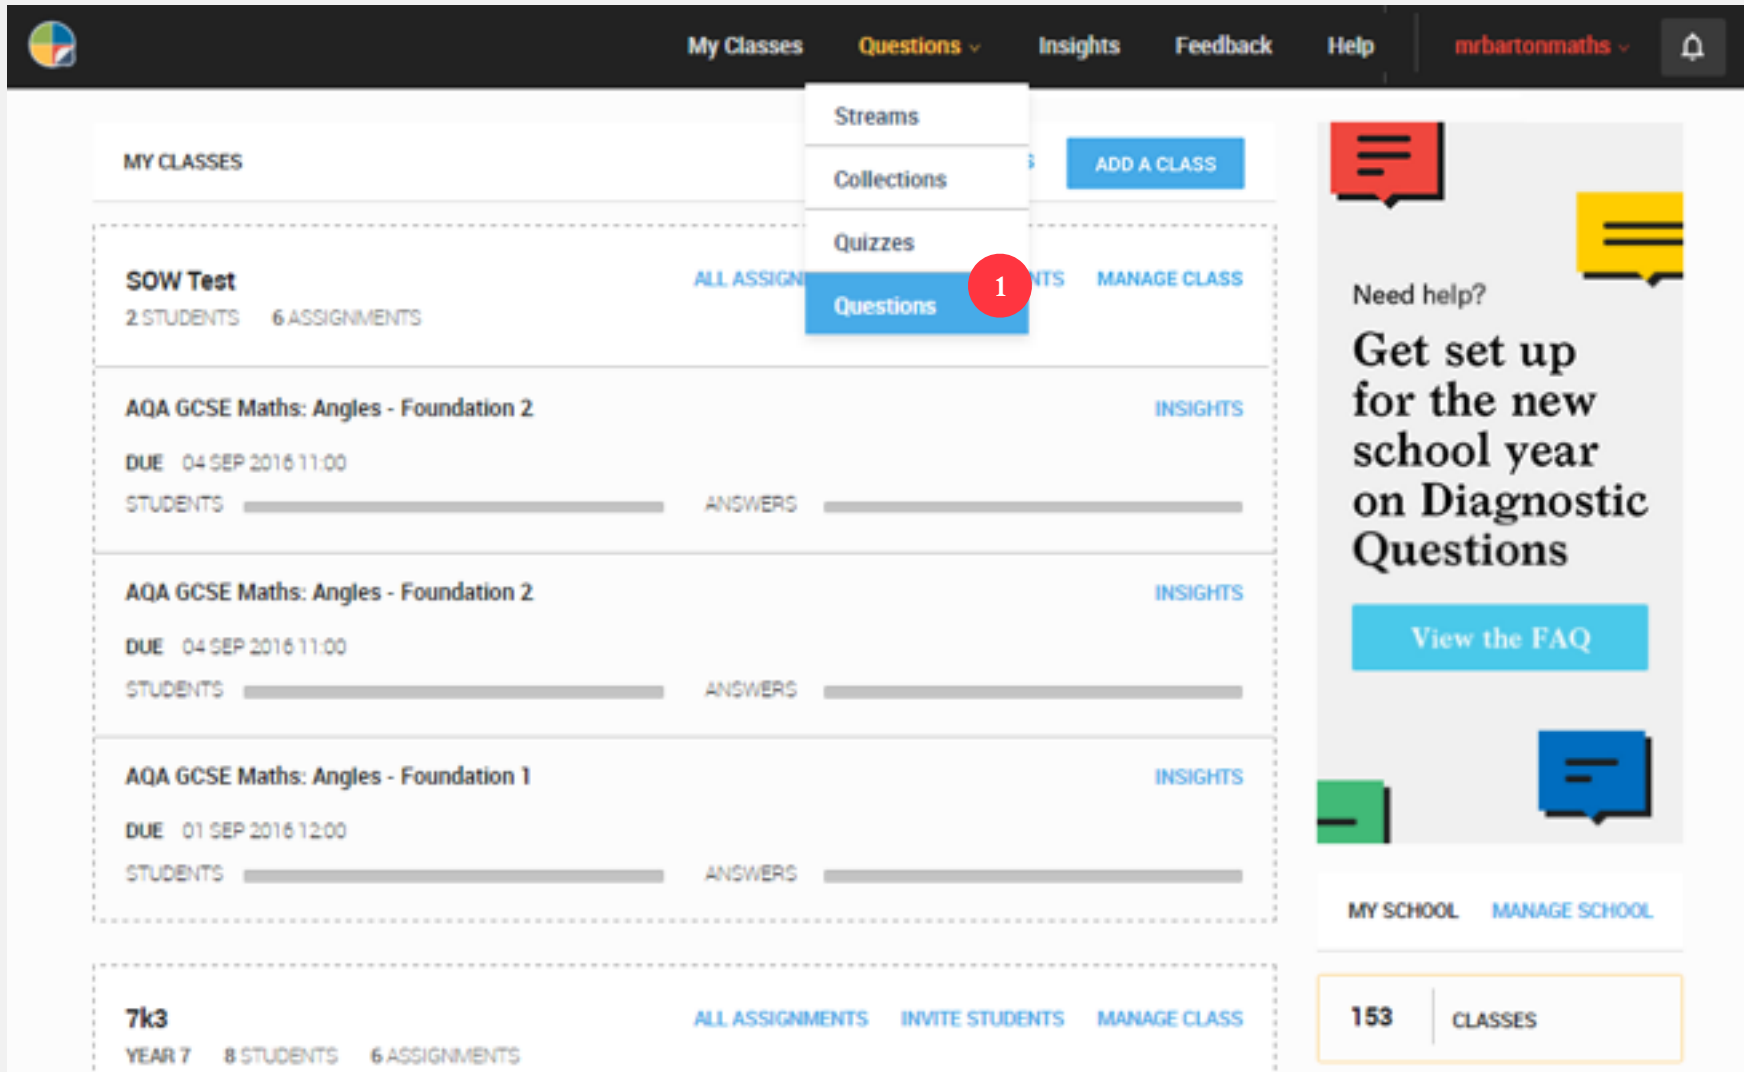 My Classes Questions Insights Feedback Help mrbartonmaths
Streams
Collections
Quizzes
Questions
1
MY CLASSES
ADD A CLASS
SOW Test
2 STUDENTS 6 ASSIGNMENTS
MANAGE CLASS
AQA GCSE Maths: Angles - Foundation 2
INSIGHTS
DUE 04 SEP 2016 11:00
STUDENTS ANSWERS
AQA GCSE Maths: Angles - Foundation 2
INSIGHTS
DUE 04 SEP 2016 11:00
STUDENTS ANSWERS
AQA GCSE Maths: Angles - Foundation 1
INSIGHTS
DUE 01 SEP 2016 12:00
STUDENTS ANSWERS
7k3
ALL ASSIGNMENTS INVITE STUDENTS MANAGE CLASS
YEAR 7 8 STUDENTS 6 ASSIGNMENTS
Need help?
Get set up
for the new
school year
on Diagnostic
Questions
View the FAQ
MY SCHOOL MANAGE SCHOOL
153 CLASSES